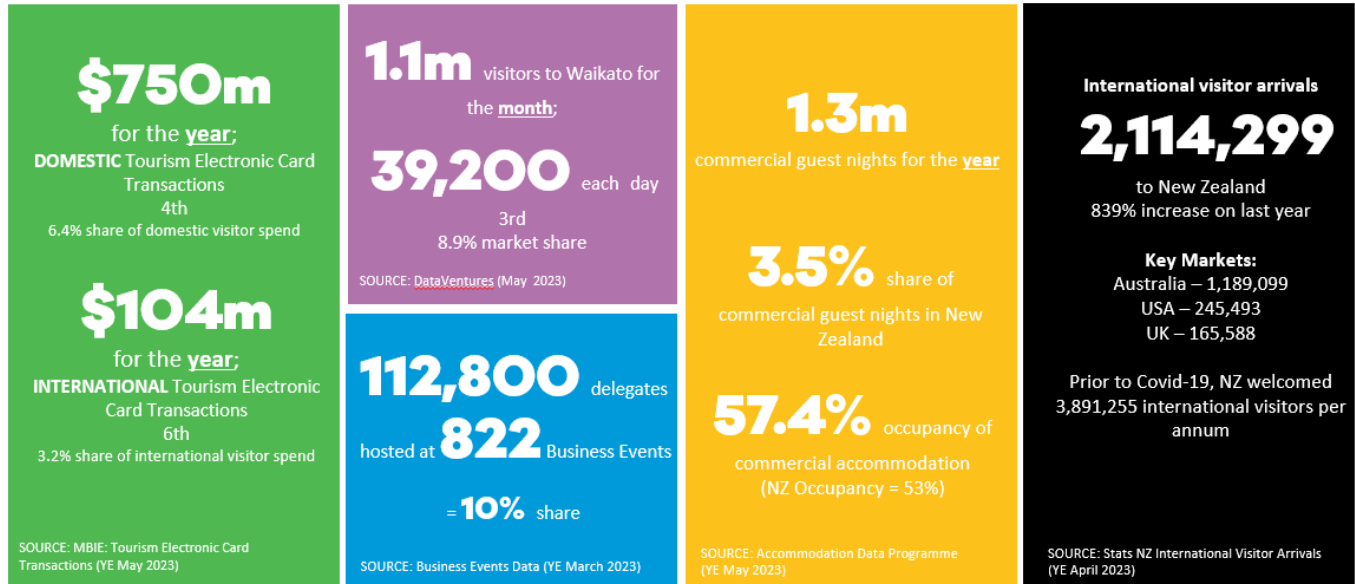 $750m
for the year;
DOMESTIC Tourism Electronic Card
Transactions
4th
6.4% share of domestic visitor spend
$104m
for the year;
INTERNATIONAL Tourism Electronic
Card Transactions
6th
3.2% share of international visitor spend
SOURCE: MBIE: Tourism Electronic Card
Transactions (YE May 2023)
1.1m visitors to Waikato for
the month;
39,200 each day
3rd
8.9% market share
SOURCE: DataVentures (May 2023)
112,800 delegates
hosted at 822 Business Events
= 10% share
SOURCE: Business Events Data (YE March 2023)
1.3m
commercial guest nights for the year
3.5% share of
commercial guest nights in New
Zealand
57.4% occupancy of
commercial accommodation
(NZ Occupancy = 53%)
SOURCE: Accommodation Data Programme
(YE May 2023)
International visitor arrivals
2,114,299
to New Zealand
839% increase on last year
Key Markets:
Australia – 1,189,099
USA – 245,493
UK – 165,588
Prior to Covid-19, NZ welcomed
3,891,255 international visitors per
annum
SOURCE: Stats NZ International Visitor Arrivals
(YE April 2023)